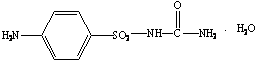 O
H₂N SO₂ NH C NH₂ · H₂O